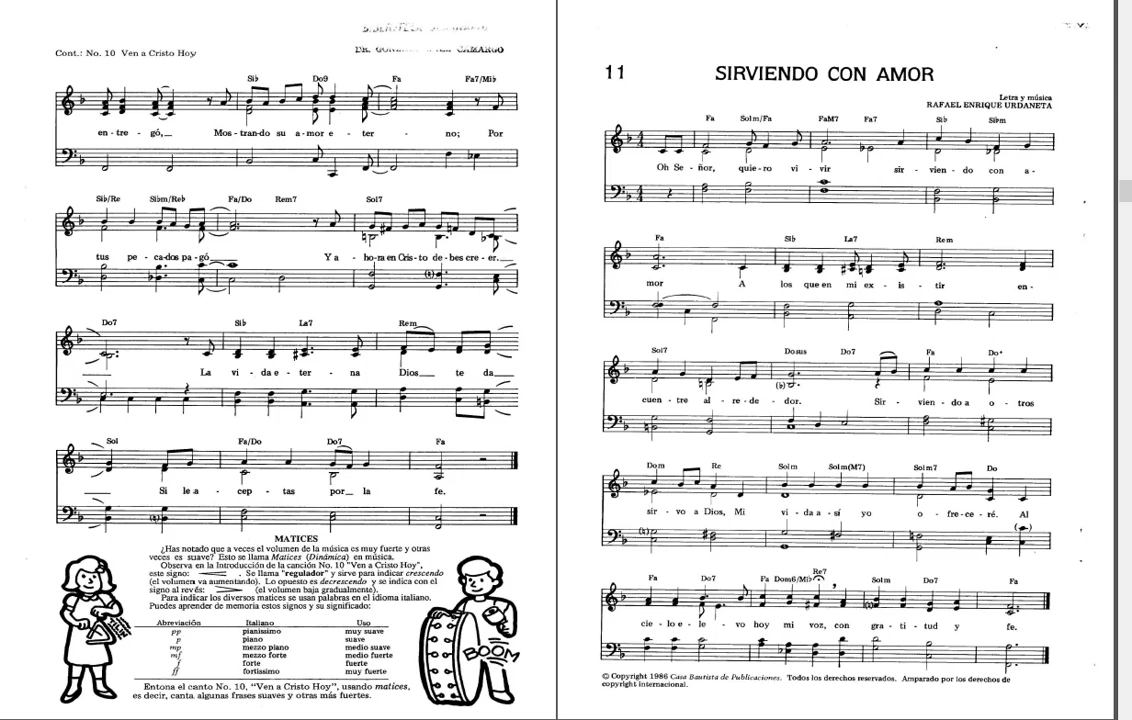 Cont.: No. 10 Ven a Cristo Hoy
CAMARGO
Sib Do9 Fa Fa7/Mib
en - tre - gó, Mos - tran-do su a - mor e - ter - no; Por
Sib/Re Sibm/Reb Fa/Do Rem7 Sol7
tus pe - ca-dos pa - gó Y a - ho-ra en Cris-to de - bes cre - er.
Do7 Sib La7 Rem
La vi - da e - ter - na Dios te da
Sol Fa/Do Do7 Fa
Si le a - cep - tas por la fe.
MATICES
¿Has notado que a veces el volumen de la música es muy fuerte y otras
veces es suave? Esto se llama Matices (Dinámica) en música.
Observa en la Introducción de la canción No. 10 "Ven a Cristo Hoy",
este signo: . Se llama "regulador" y sirve para indicar crescendo
(el volumen va aumentando). Lo opuesto es decrescendo y se indica con el
signo al revés: (el volumen baja gradualmente).
Para indicar los diversos matices se usan palabras en el idioma italiano.
Puedes aprender de memoria estos signos y su significado:
Abreviación Italiano Uso
pp pianissimo muy suave
p piano suave
mp mezzo piano medio suave
mf mezzo forte medio fuerte
f forte fuerte
ff fortissimo muy fuerte
BOOM
Entona el canto No. 10, "Ven a Cristo Hoy", usando matices,
es decir, canta algunas frases suaves y otras más fuertes.
11 SIRVIENDO CON AMOR
Letra y música
RAFAEL ENRIQUE URDANETA
Fa Solm/Fa FaM7 Fa7 Sib Sibm
Oh Se - ñor, quie - ro vi - vir sir - vien - do con a -
Fa Sib La7 Rem
mor A los que en mi ex - is - tir en -
Sol7 Dosus Do7 Fa Do+
cuen - tre al - re - de - dor. Sir - vien - do a o - tros
Dom Re Solm Solm(M7) Solm7 Do
sir - vo a Dios, Mi vi - da a - sí yo o - fre - ce - ré. Al
Fa Do7 Fa Dom6/Mib Re7 Solm Do7 Fa
cie - lo e - le - vo hoy mi voz, con gra - ti - tud y fe.
© Copyright 1986 Casa Bautista de Publicaciones. Todos los derechos reservados. Amparado por los derechos de
copyright internacional.